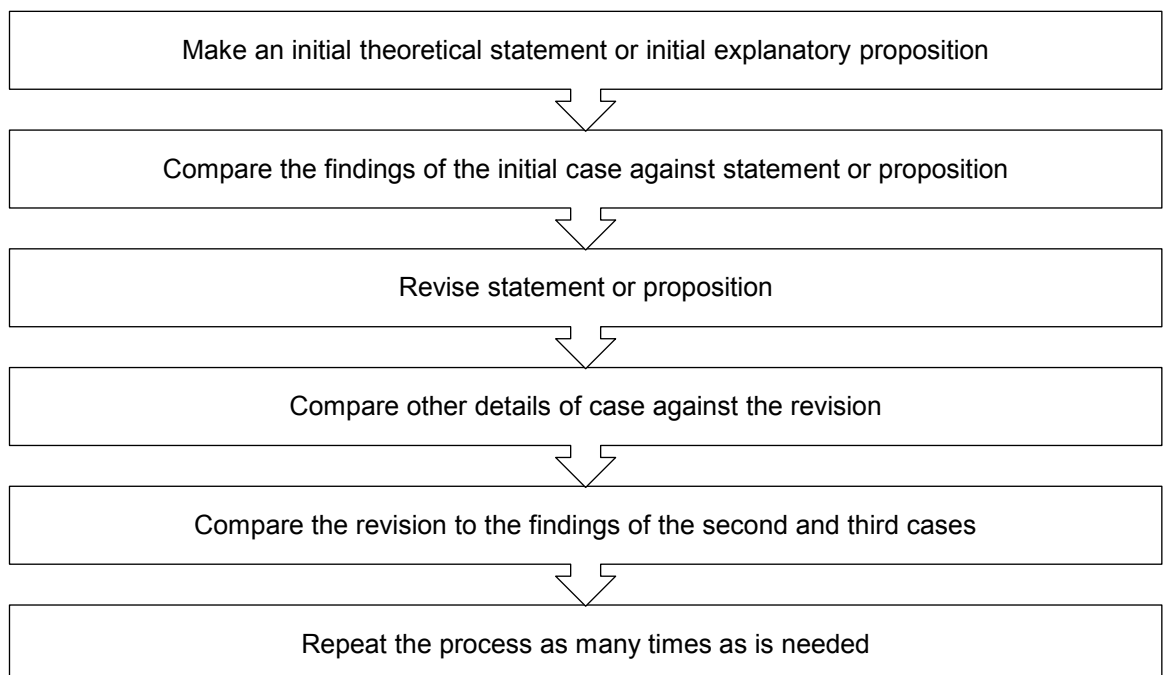 Make an initial theoretical statement or initial explanatory proposition
Compare the findings of the initial case against statement or proposition
Revise statement or proposition
Compare other details of case against the revision
Compare the revision to the findings of the second and third cases
Repeat the process as many times as is needed